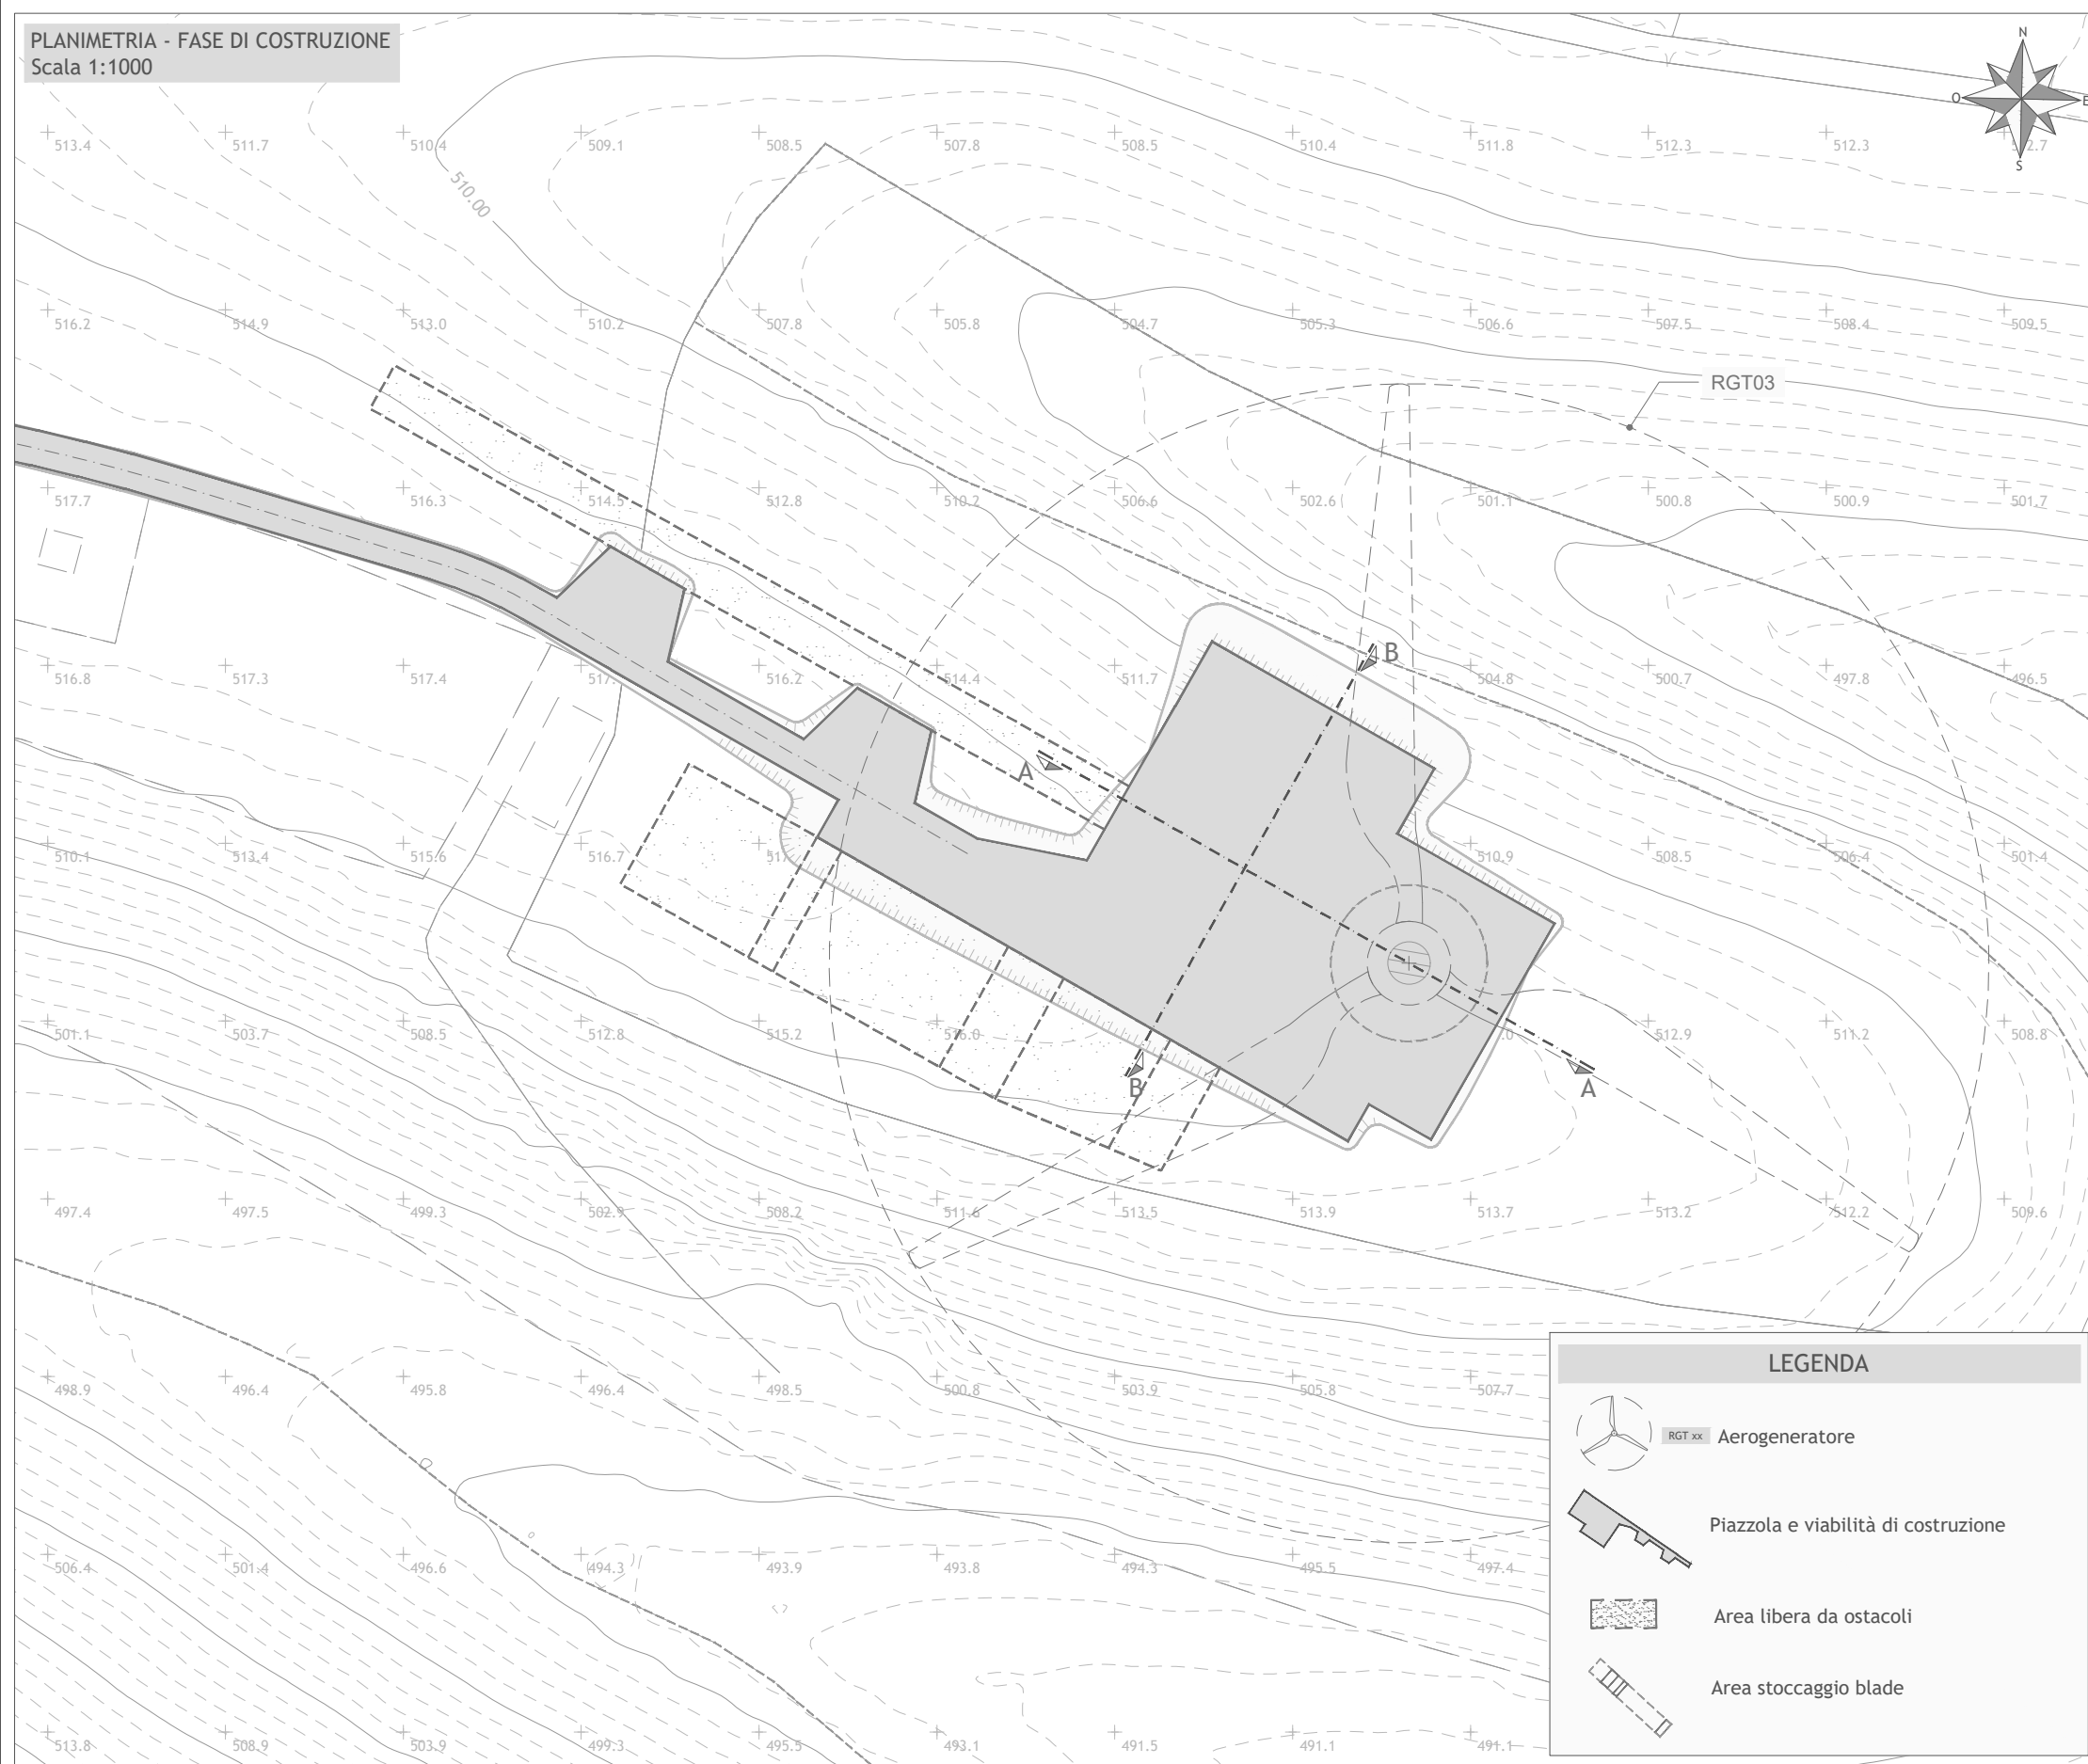 PLANIMETRIA - FASE DI COSTRUZIONE
Scala 1:1000
N
O
E
S
513.4 511.7 510.4 509.1 508.5 507.8 508.5 510.4 511.8 512.3 512.3
510.00
516.2 514.9 513.0 510.2 507.8 505.8 504.7 505.3 506.6 507.5 508.4 509.5
RGT03
517.7 516.3 514.5 512.8 510.2 506.6 502.6 501.1 500.8 500.9 501.7
516.8 517.3 517.4 516.2 514.4 511.7 504.8 500.7 497.8 496.5
B
A
510.1 513.4 515.6 516.7 510.9 508.5 506.4 501.4
501.1 503.7 508.5 512.8 515.2 516.0 512.9 511.2 508.8
B
A
497.4 497.5 499.3 502.9 508.2 511.6 513.5 513.9 513.7 513.2 512.2 509.6
498.9 496.4 495.8 496.4 498.5 500.8 503.9 505.8 507.7
506.4 501.4 496.6 494.3 493.9 493.8 494.3 495.5 497.4
513.8 508.9 503.9 499.3 495.5 493.1 491.5 491.1 491.1
LEGENDA
RGT xx Aerogeneratore
Piazzola e viabilità di costruzione
Area libera da ostacoli
Area stoccaggio blade